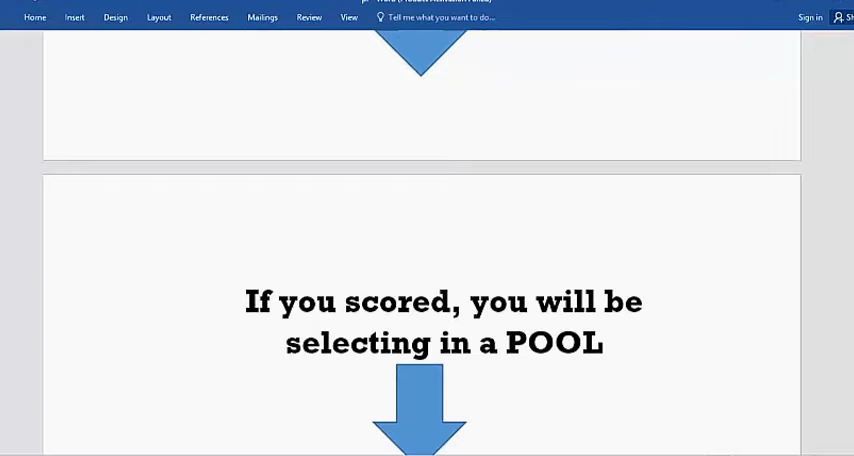 Home Insert Design Layout References Mailings Review View Tell me what you want to do... Sign in
If you scored, you will be
selecting in a POOL